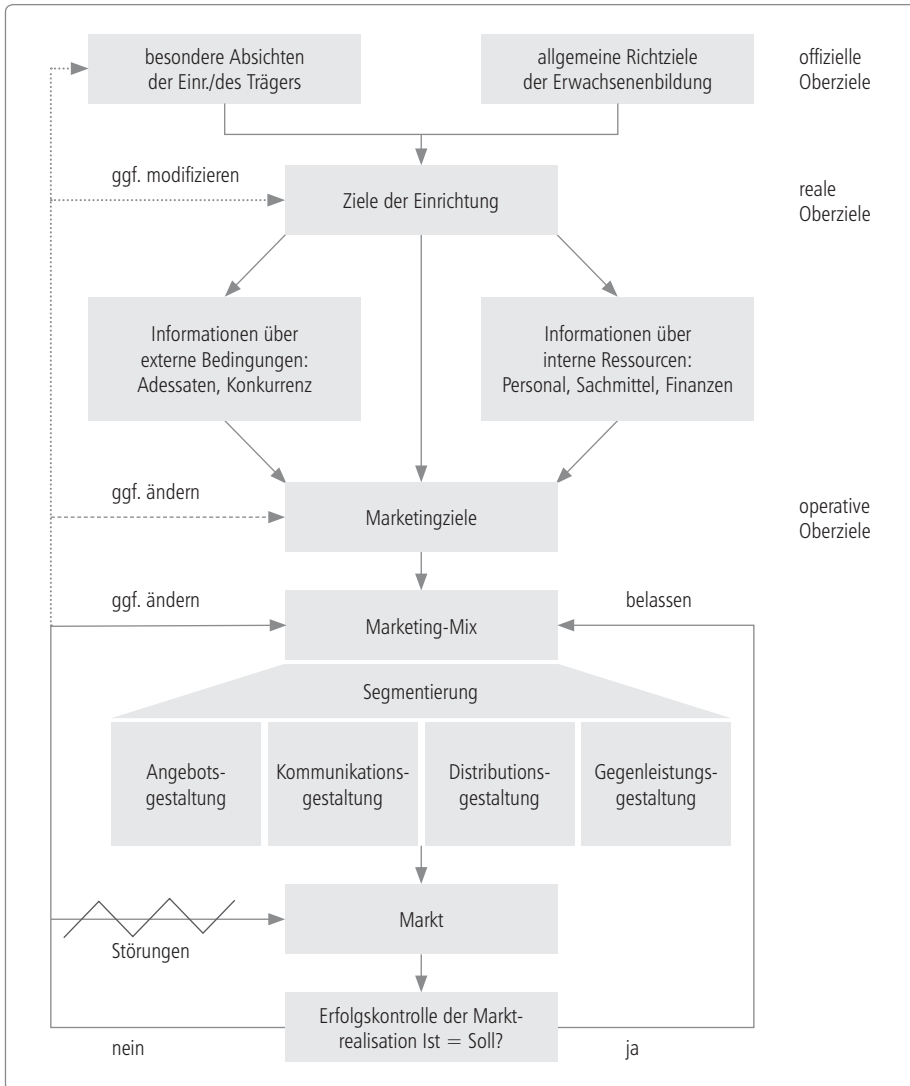 besondere Absichten
der Einr./des Trägers
allgemeine Richtziele
der Erwachsenenbildung
offizielle
Oberziele
ggf. modifizieren
Ziele der Einrichtung
reale
Oberziele
Informationen über
externe Bedingungen:
Adessaten, Konkurrenz
Informationen über
interne Ressourcen:
Personal, Sachmittel, Finanzen
ggf. ändern
Marketingziele
operative
Oberziele
ggf. ändern
Marketing-Mix
belassen
Segmentierung
Angebots-
gestaltung
Kommunikations-
gestaltung
Distributions-
gestaltung
Gegenleistungs-
gestaltung
Markt
Störungen
Erfolgskontrolle der Markt-
realisation Ist = Soll?
nein
ja